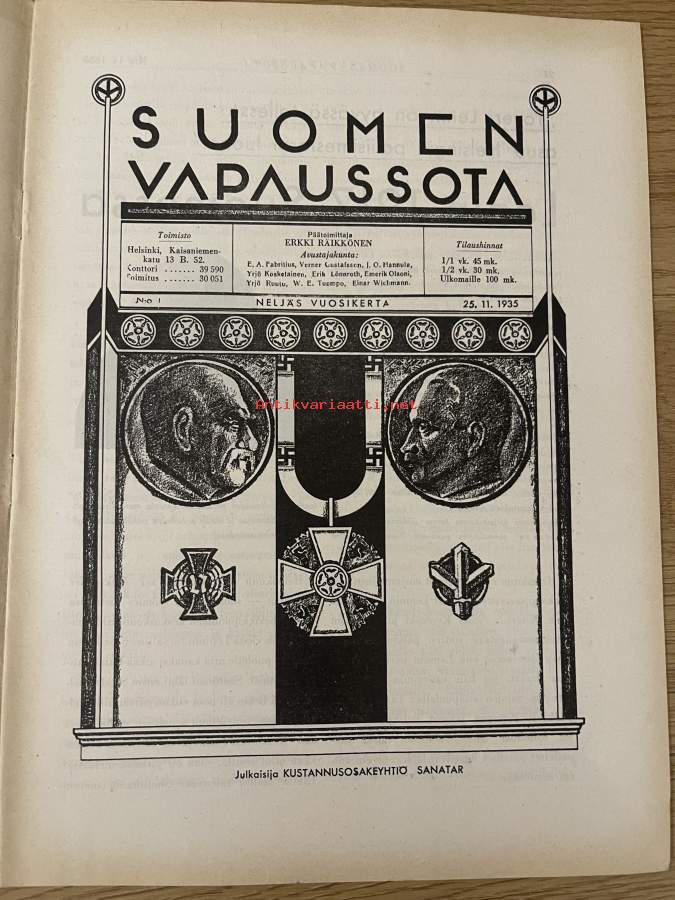 SUOMEN
VAPAUSSOTA
Toimisto
Helsinki, Kaisaniemen-
katu 13 B. 52.
Konttori ....... 39 590
Toimitus ....... 30 051
Päätoimittaja
ERKKI RÄIKKÖNEN
Avustajakunta:
E. A. Fabritius, Verner Gustafsson, J. O. Hannula,
Yrjö Koskelainen, Erik Lönnroth, Emerik Olsoni,
Yrjö Ruutu, W. E. Tuompo, Einar Wichmann.
Tilaushinnat
1/1 vk. 45 mk.
1/2 vk. 30 mk.
Ulkomaille 100 mk.
NELJÄS VUOSIKERTA
25. 11. 1935
Antikvariaatti.net
Julkaisija KUSTANNUSOSAKEYHTIÖ SANATAR